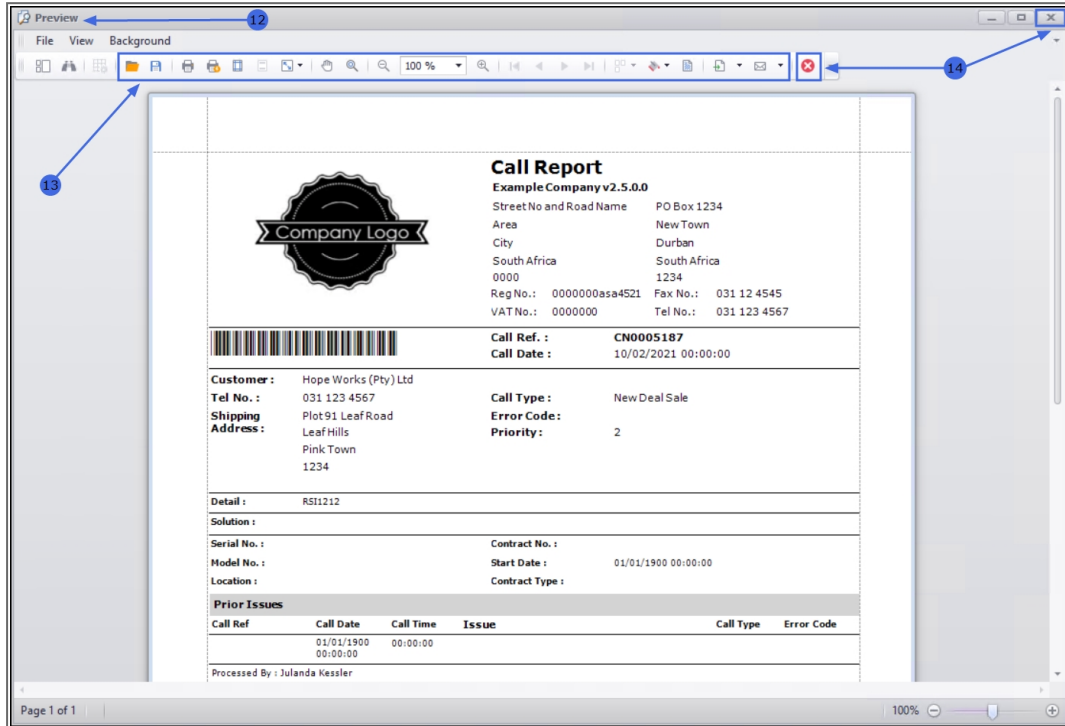 Preview
12
File View Background
100 %
14
13
Company Logo
Call Report
Example Company v2.5.0.0
Street No and Road Name PO Box 1234
Area New Town
City Durban
South Africa South Africa
0000 1234
Reg No.: 0000000asa4521 Fax No.: 031 12 4545
VAT No.: 0000000 Tel No.: 031 123 4567
Call Ref. : CN0005187
Call Date : 10/02/2021 00:00:00
Customer : Hope Works (Pty) Ltd
Tel No. : 031 123 4567 Call Type : New Deal Sale
Shipping Address : Plot 91 Leaf Road Error Code :
Leaf Hills Priority : 2
Pink Town
1234
Detail : RSI1212
Solution :
Serial No. : Contract No. :
Model No. : Start Date : 01/01/1900 00:00:00
Location : Contract Type :
Prior Issues
Call Ref Call Date Call Time Issue Call Type Error Code
01/01/1900 00:00:00
00:00:00
Processed By : Julanda Kessler
Page 1 of 1 100%